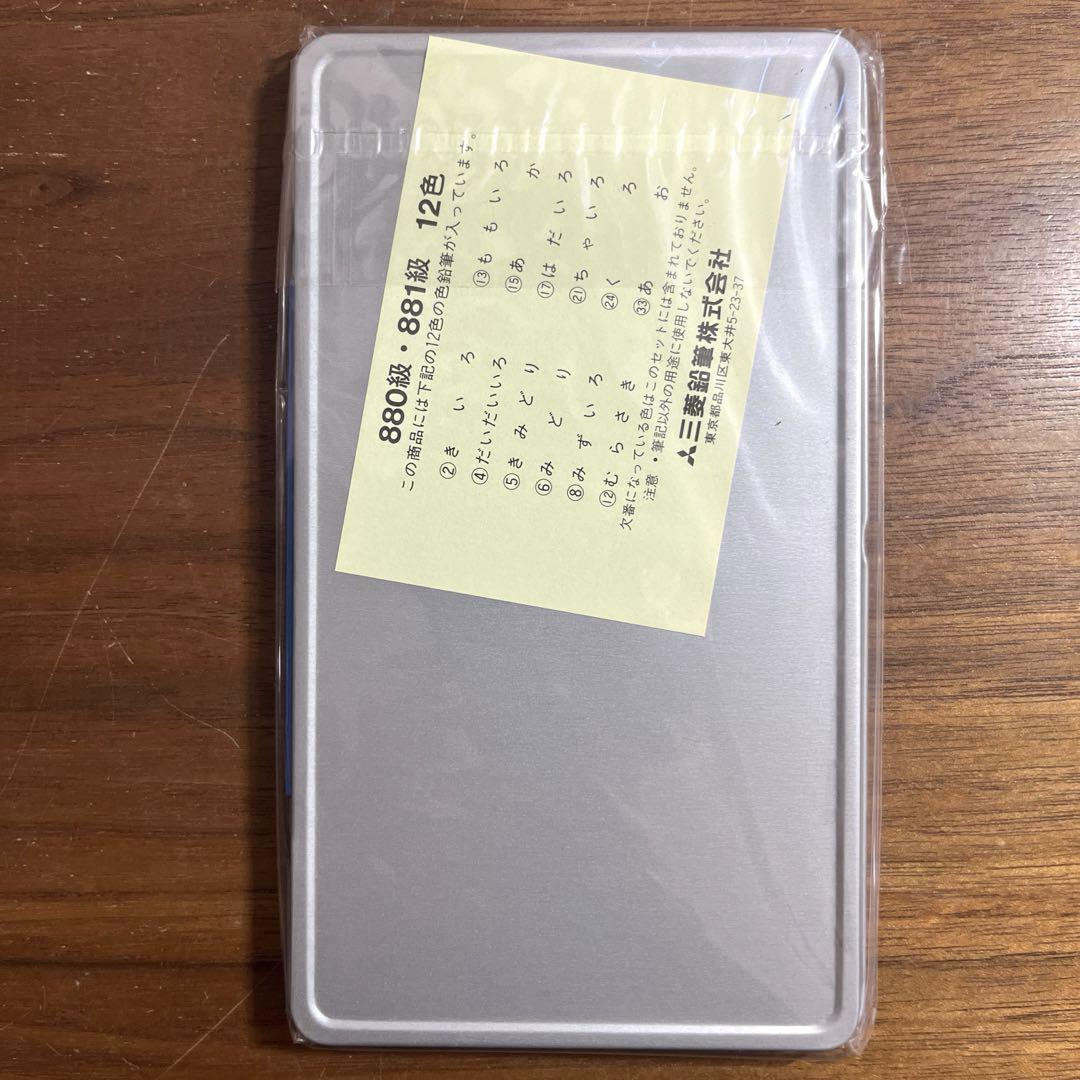 880級・881級 12色
この商品には下記の12色の色鉛筆が入っています。
②きいろ ⑬ももいろ
④だいだいいろ ⑮あか
⑤きみどり ⑰はだいろ
⑥みどり ㉑ちゃいろ
⑧みずいろ ㉔くろ
⑫むらさき ㉝あお
欠番になっている色はこのセットには含まれておりません。
注意・筆記以外の用途に使用しないでください。
三菱鉛筆株式会社
東京都品川区東大井5-23-37